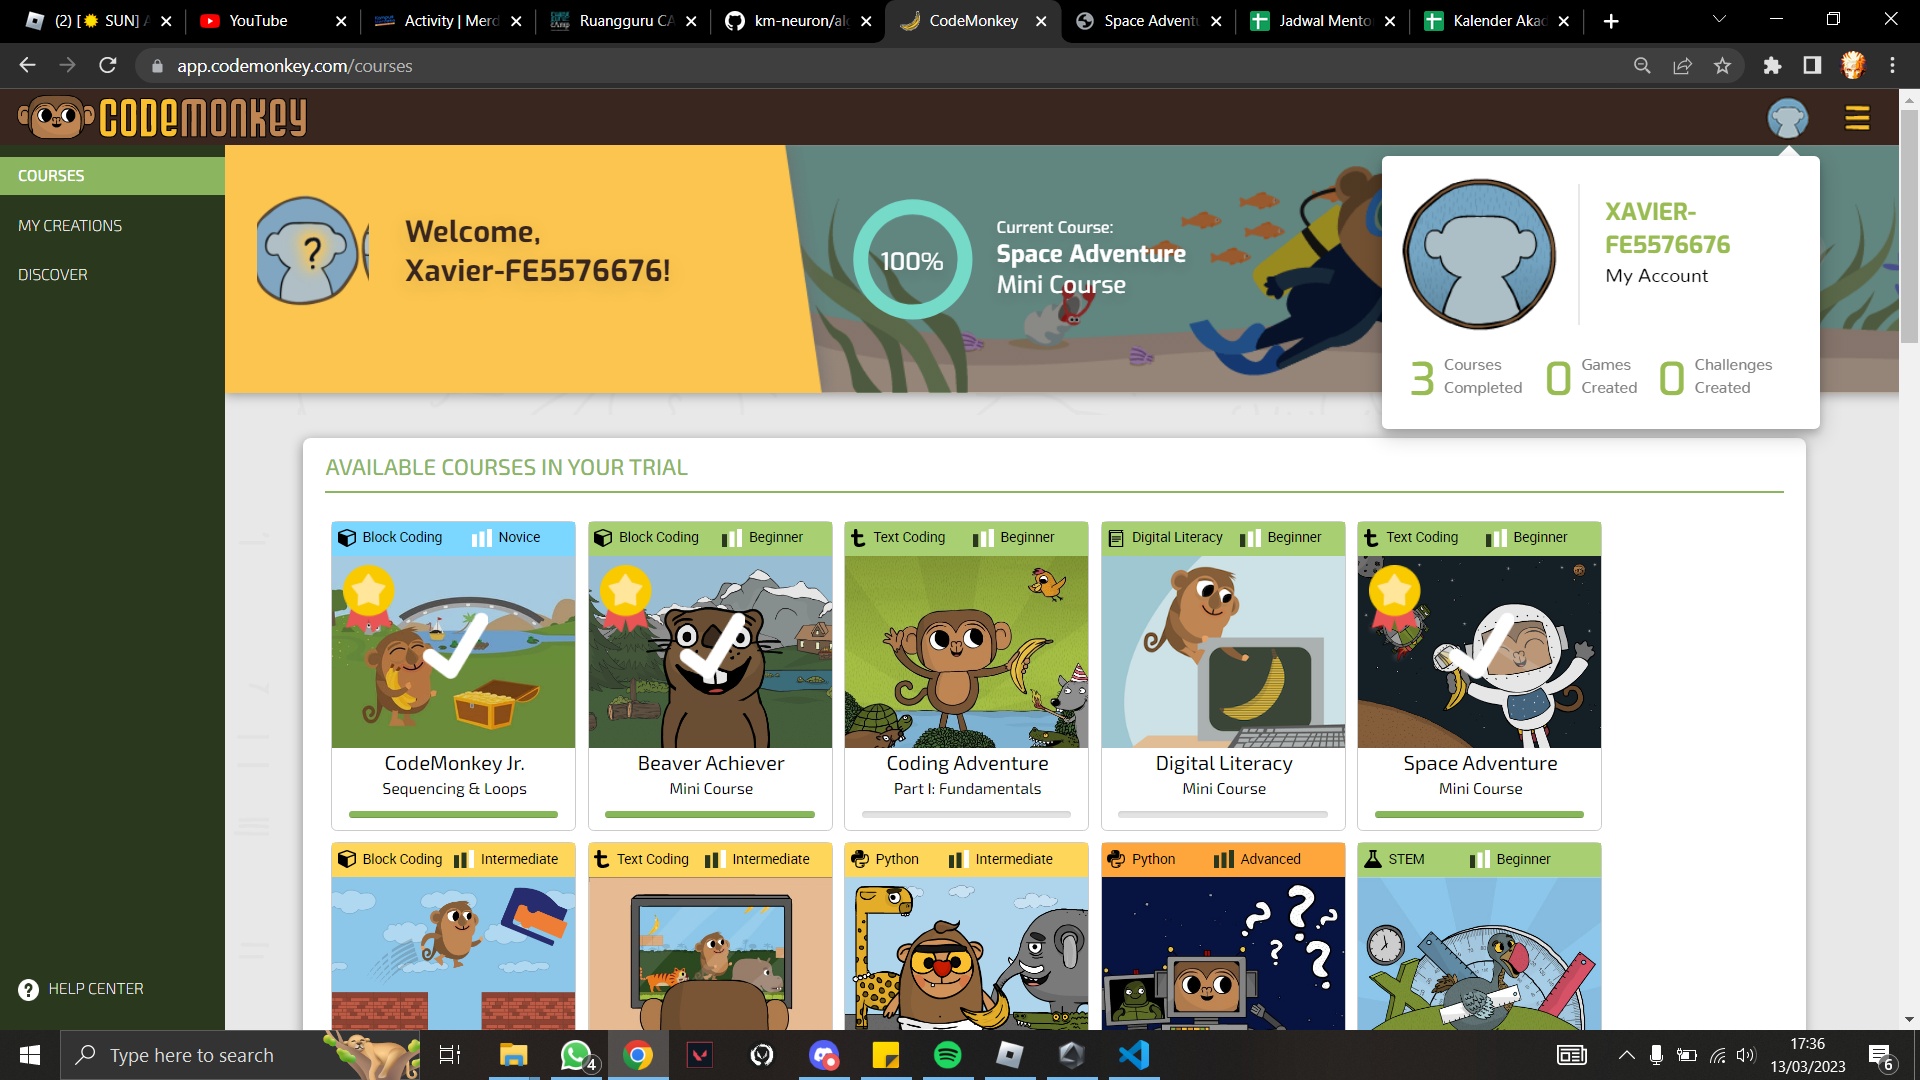 (2) [☀ SUN] A
YouTube
Activity | Merd
Ruangguru CA
km-neuron/alg
CodeMonkey
Space Adventu
Jadwal Mento
Kalender Akad
app.codemonkey.com/courses
CODEMONKEY
COURSES
MY CREATIONS
DISCOVER
HELP CENTER
?
Welcome,
Xavier-FE5576676!
100%
Current Course:
Space Adventure
Mini Course
XAVIER-
FE5576676
My Account
3 Courses Completed
0 Games Created
0 Challenges Created
AVAILABLE COURSES IN YOUR TRIAL
Block Coding Novice
CodeMonkey Jr.
Sequencing & Loops
Block Coding Beginner
Beaver Achiever
Mini Course
Text Coding Beginner
Coding Adventure
Part I: Fundamentals
Digital Literacy Beginner
Digital Literacy
Mini Course
Text Coding Beginner
Space Adventure
Mini Course
Block Coding Intermediate
Text Coding Intermediate
Python Intermediate
Python Advanced
STEM Beginner
Type here to search
4
17:36
13/03/2023
6